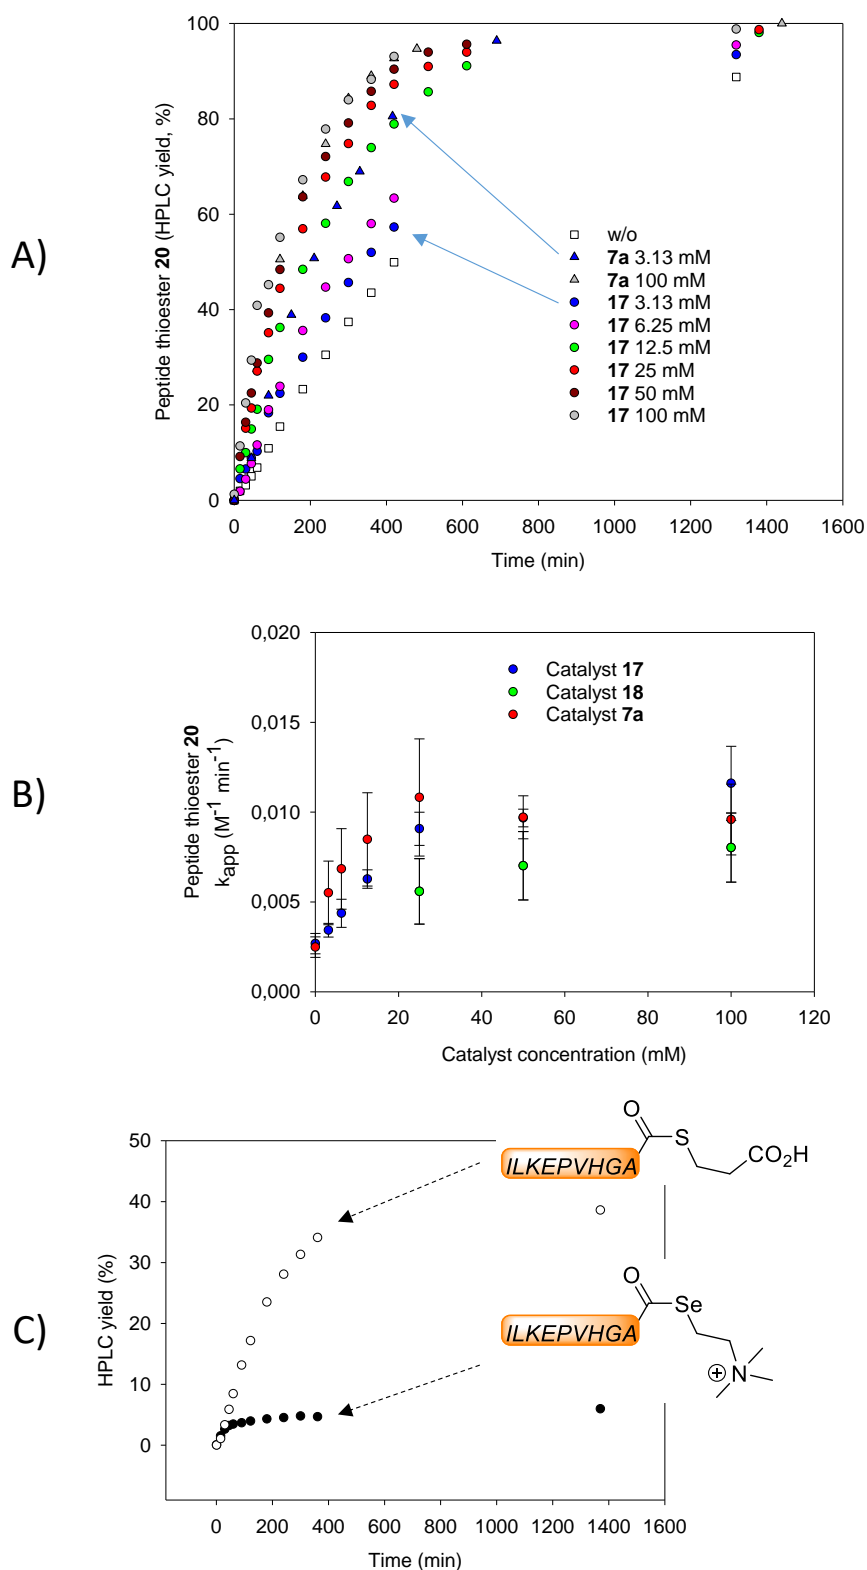 A)
Peptide thioester 20 (HPLC yield, %)
100
80
60
40
20
0
0 200 400 600 800 1000 1200 1400 1600
Time (min)
w/o
7a 3.13 mM
7a 100 mM
17 3.13 mM
17 6.25 mM
17 12.5 mM
17 25 mM
17 50 mM
17 100 mM
B)
Peptide thioester 20
kapp (M-1 min-1)
0,020
0,015
0,010
0,005
0,000
0 20 40 60 80 100 120
Catalyst concentration (mM)
Catalyst 17
Catalyst 18
Catalyst 7a
C)
HPLC yield (%)
50
40
30
20
10
0
0 200 400 600 800 1000 1200 1400 1600
Time (min)
O
S
CO2H
ILKEPVHGA
O
Se
ILKEPVHGA
+
N